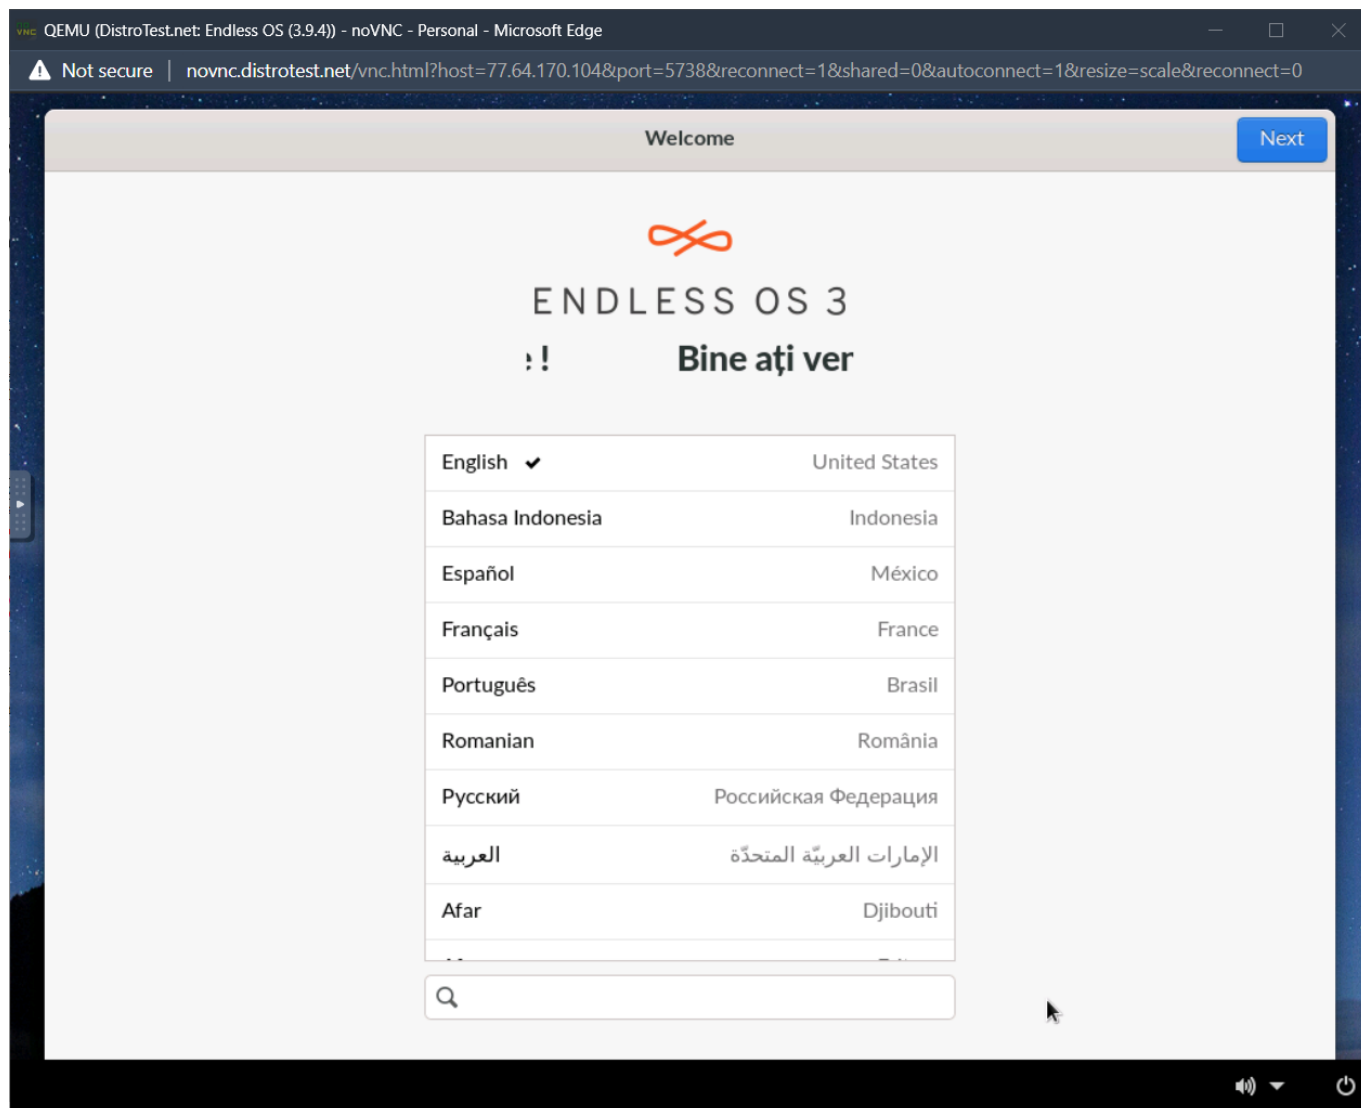 VNC QEMU (DistroTest.net: Endless OS (3.9.4)) - noVNC - Personal - Microsoft Edge
Not secure | novnc.distrotest.net/vnc.html?host=77.64.170.104&port=5738&reconnect=1&shared=0&autoconnect=1&resize=scale&reconnect=0
Welcome Next
ENDLESS OS 3
! Bine ați ver
English ✔ United States
Bahasa Indonesia Indonesia
Español México
Français France
Português Brasil
Romanian România
Русский Российская Федерация
العربية الإمارات العربيّة المتحدّة
Afar Djibouti